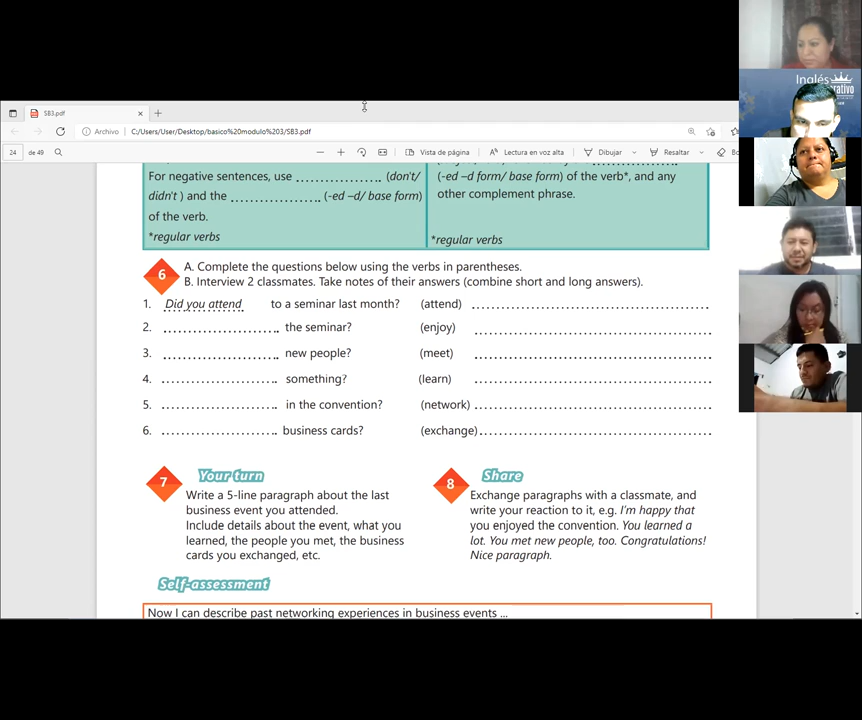 Inglés
SB3.pdf
Archivo C:/Users/User/Desktop/basico%20modulo%203/SB3.pdf
24 de 49 Vista de página Lectura en voz alta Dibujar Resaltar
For negative sentences, use .................. (don't/
didn't ) and the .................. (-ed –d/ base form)
of the verb.
*regular verbs
(-ed –d form/ base form) of the verb*, and any
other complement phrase.
*regular verbs
6 A. Complete the questions below using the verbs in parentheses.
B. Interview 2 classmates. Take notes of their answers (combine short and long answers).
1. Did you attend to a seminar last month? (attend) ..................
2. .................. the seminar? (enjoy) ..................
3. .................. new people? (meet) ..................
4. .................. something? (learn) ..................
5. .................. in the convention? (network) ..................
6. .................. business cards? (exchange) ..................
7 Your turn
Write a 5-line paragraph about the last
business event you attended.
Include details about the event, what you
learned, the people you met, the business
cards you exchanged, etc.
8 Share
Exchange paragraphs with a classmate, and
write your reaction to it, e.g. I'm happy that
you enjoyed the convention. You learned a
lot. You met new people, too. Congratulations!
Nice paragraph.
Self-assessment
Now I can describe past networking experiences in business events ...